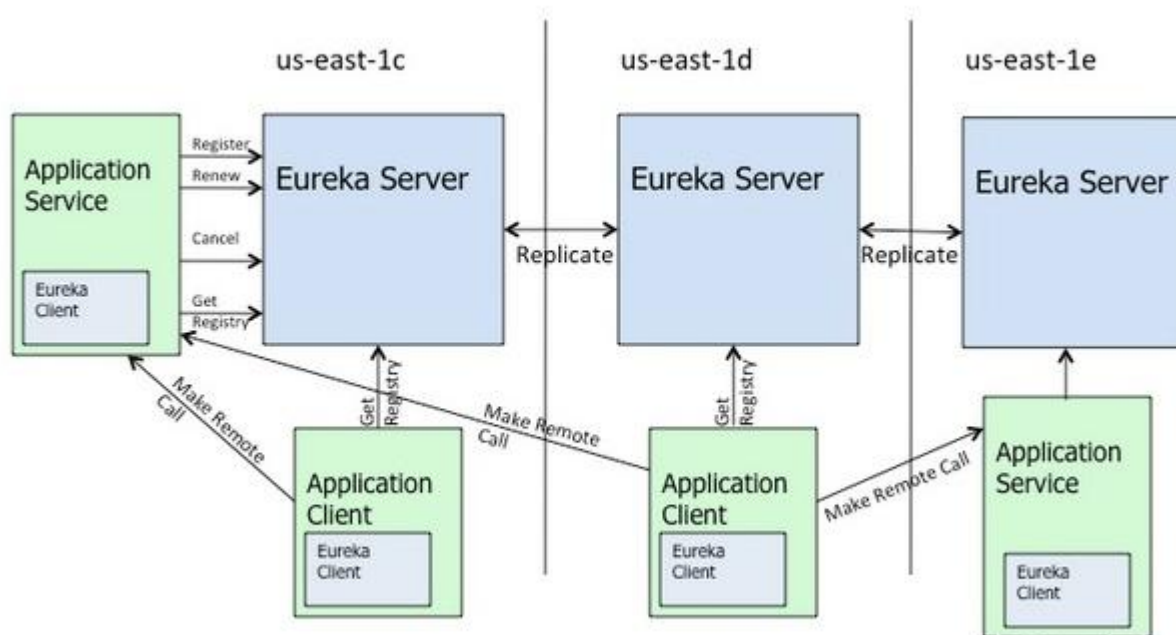 us-east-1c
us-east-1d
us-east-1e
Application
Service
Eureka
Client
Register
Renew
Cancel
Get
Registry
Eureka Server
Replicate
Eureka Server
Replicate
Eureka Server
Make Remote
Call
Get
Registry
Make Remote
Call
Get
Registry
Make Remote Call
Application
Client
Eureka
Client
Application
Client
Eureka
Client
Application
Service
Eureka
Client